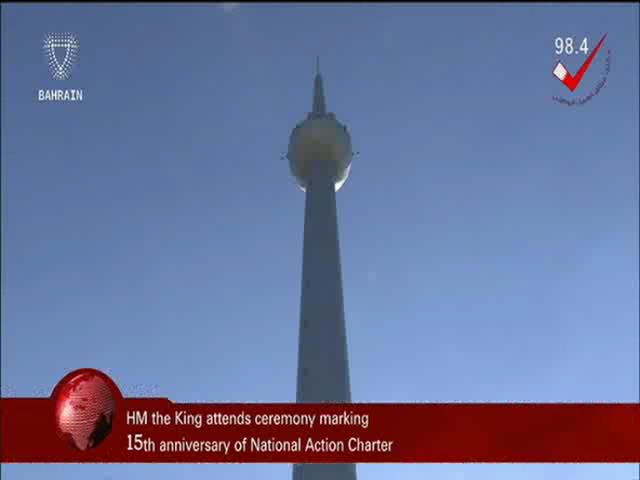 BAHRAIN
98.4
HM the King attends ceremony marking
15th anniversary of National Action Charter